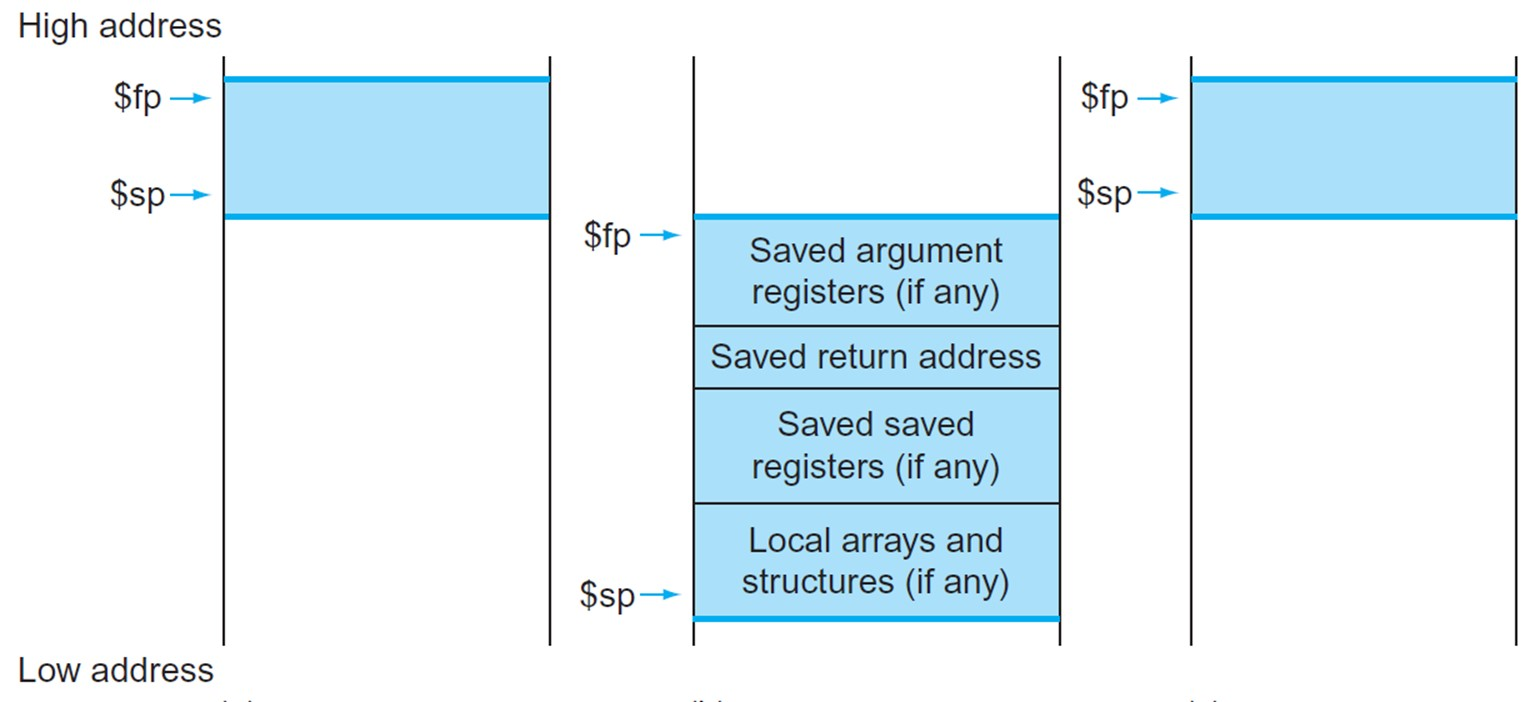 High address
$fp
$sp
$fp
Saved argument
registers (if any)
Saved return address
Saved saved
registers (if any)
Local arrays and
structures (if any)
$sp
$fp
$sp
Low address